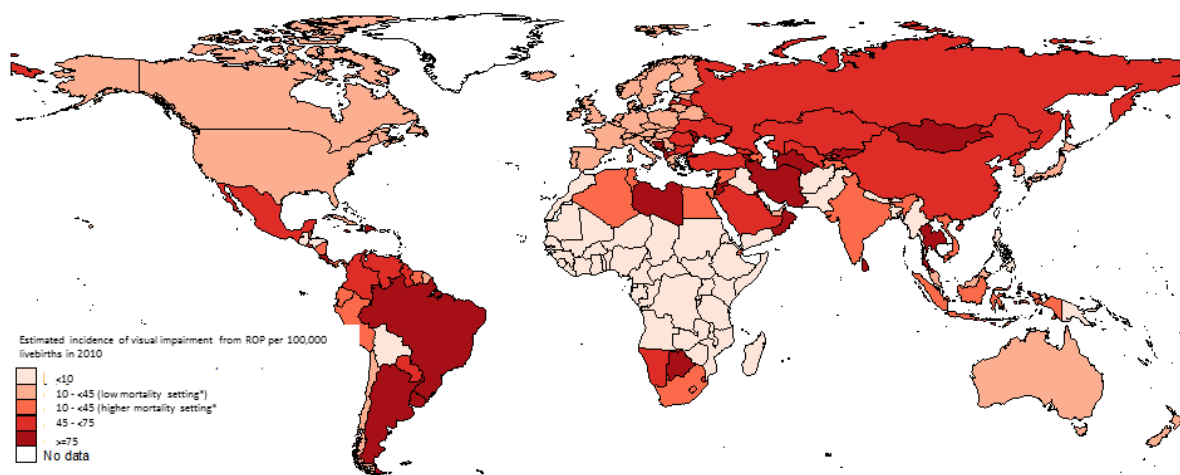 Estimated incidence of visual impairment from ROP per 100,000
livebirths in 2010
<10
10 - <45 (low mortality setting*)
10 - <45 (higher mortality setting*
45 - <75
>=75
No data